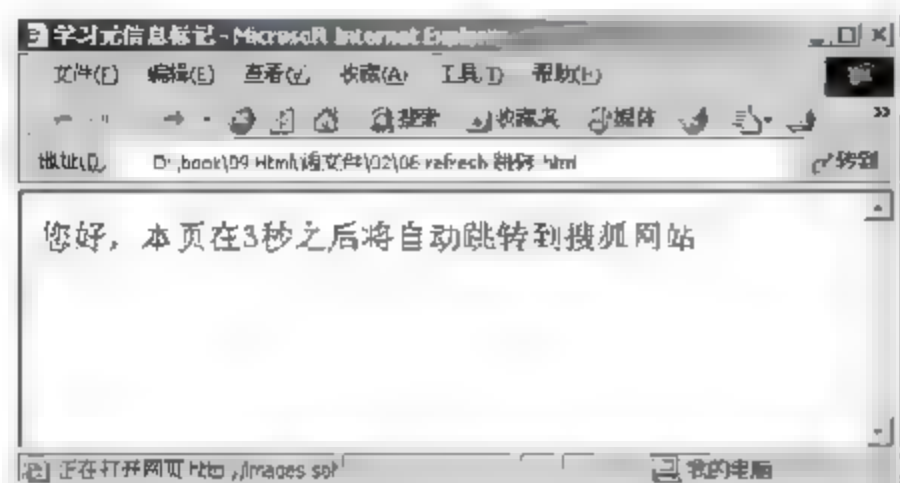 学习元信息标记 - Microsoft Internet Explorer
文件(F) 编辑(E) 查看(V) 收藏(A) 工具(T) 帮助(H)
搜索 收藏夹 媒体 »
地址(D) D:\book\09 Html\源文件\02\06 refresh 跳转 html 转到
您好，本页在3秒之后将自动跳转到搜狐网站
正在打开网页 http://images soh 我的电脑